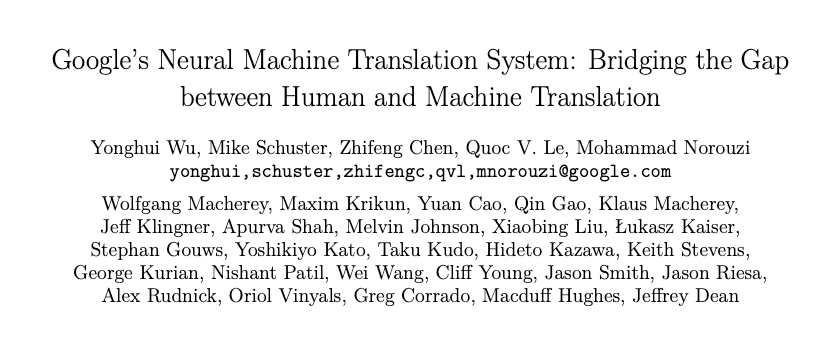 Google's Neural Machine Translation System: Bridging the Gap
between Human and Machine Translation
Yonghui Wu, Mike Schuster, Zhifeng Chen, Quoc V. Le, Mohammad Norouzi
yonghui,schuster,zhifengc,qvl,mnorouzi@google.com
Wolfgang Macherey, Maxim Krikun, Yuan Cao, Qin Gao, Klaus Macherey,
Jeff Klingner, Apurva Shah, Melvin Johnson, Xiaobing Liu, Łukasz Kaiser,
Stephan Gouws, Yoshikiyo Kato, Taku Kudo, Hideto Kazawa, Keith Stevens,
George Kurian, Nishant Patil, Wei Wang, Cliff Young, Jason Smith, Jason Riesa,
Alex Rudnick, Oriol Vinyals, Greg Corrado, Macduff Hughes, Jeffrey Dean